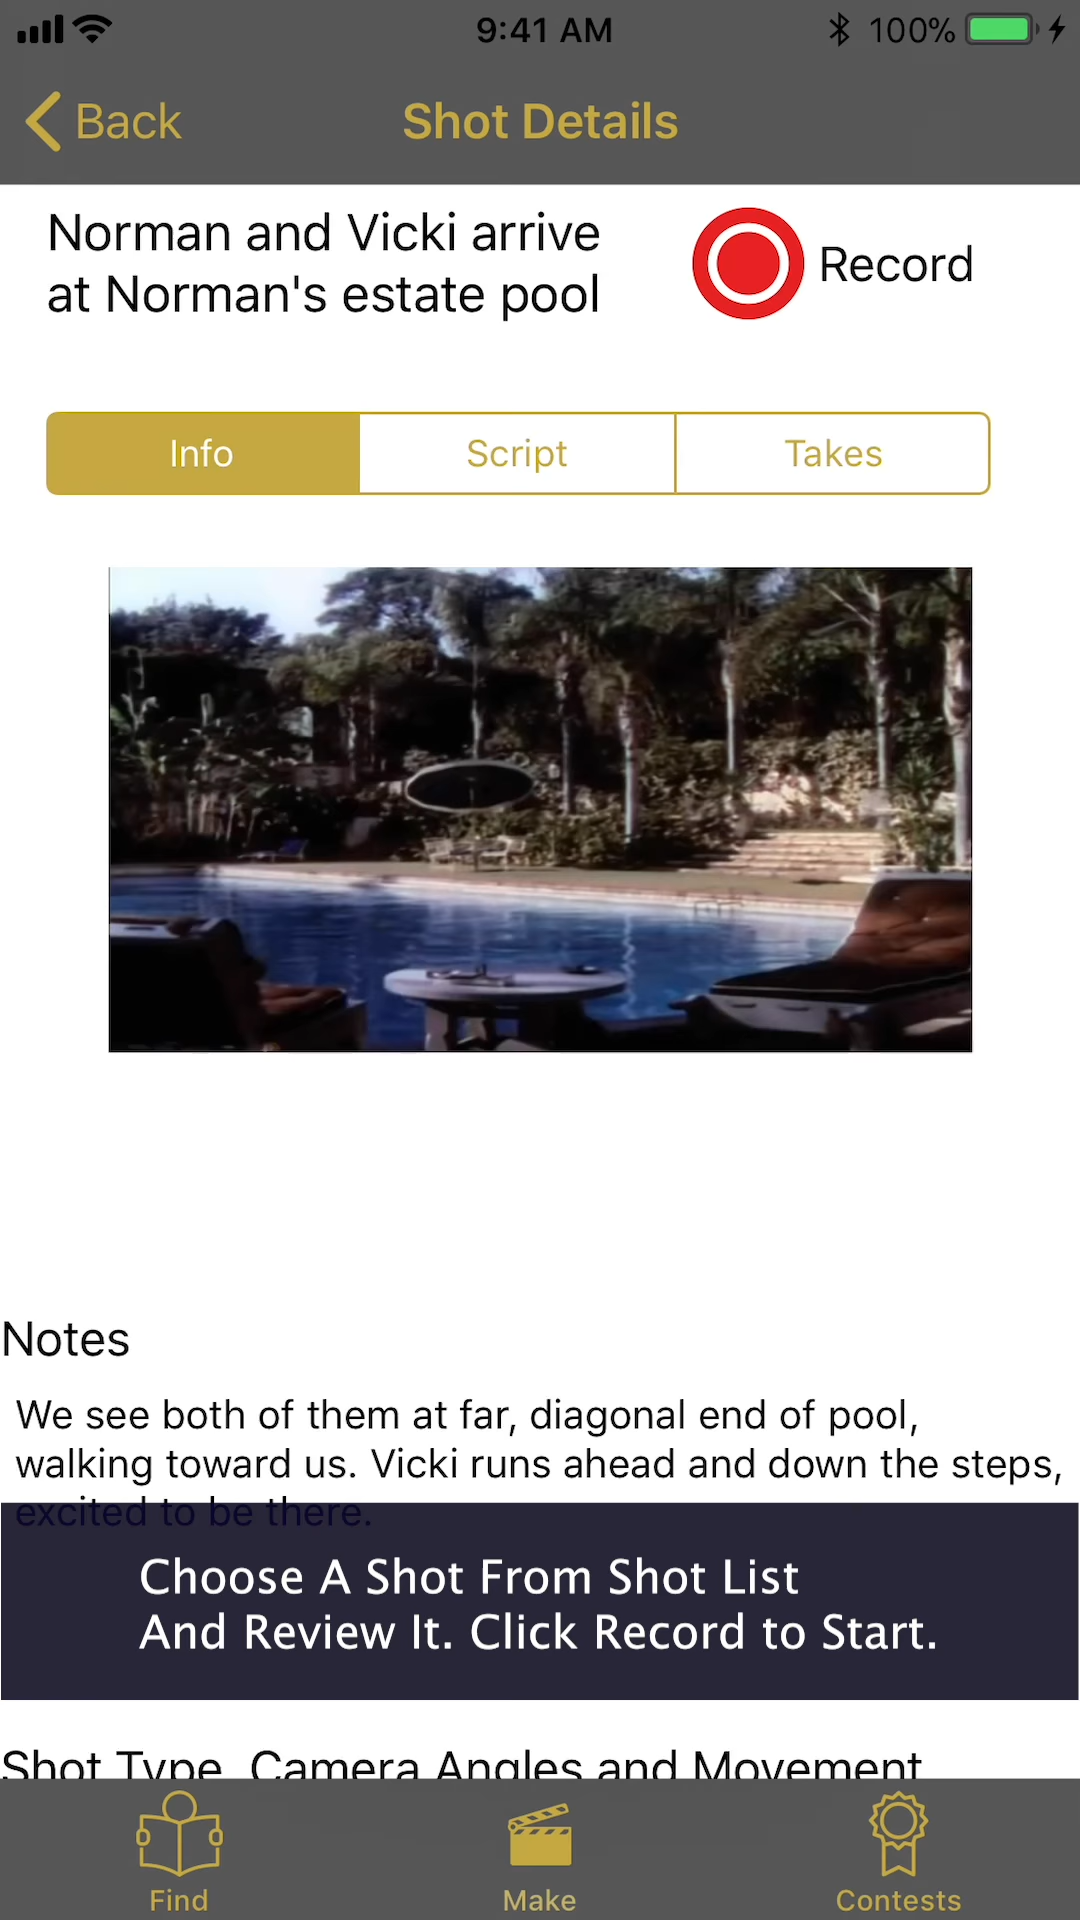 9:41 AM
100%
Back
Shot Details
Norman and Vicki arrive
at Norman's estate pool
Record
Info
Script
Takes
Notes
We see both of them at far, diagonal end of pool,
walking toward us. Vicki runs ahead and down the steps,
excited to be there.
Choose A Shot From Shot List
And Review It. Click Record to Start.
Shot Type, Camera Angles and Movement
Find
Make
Contests